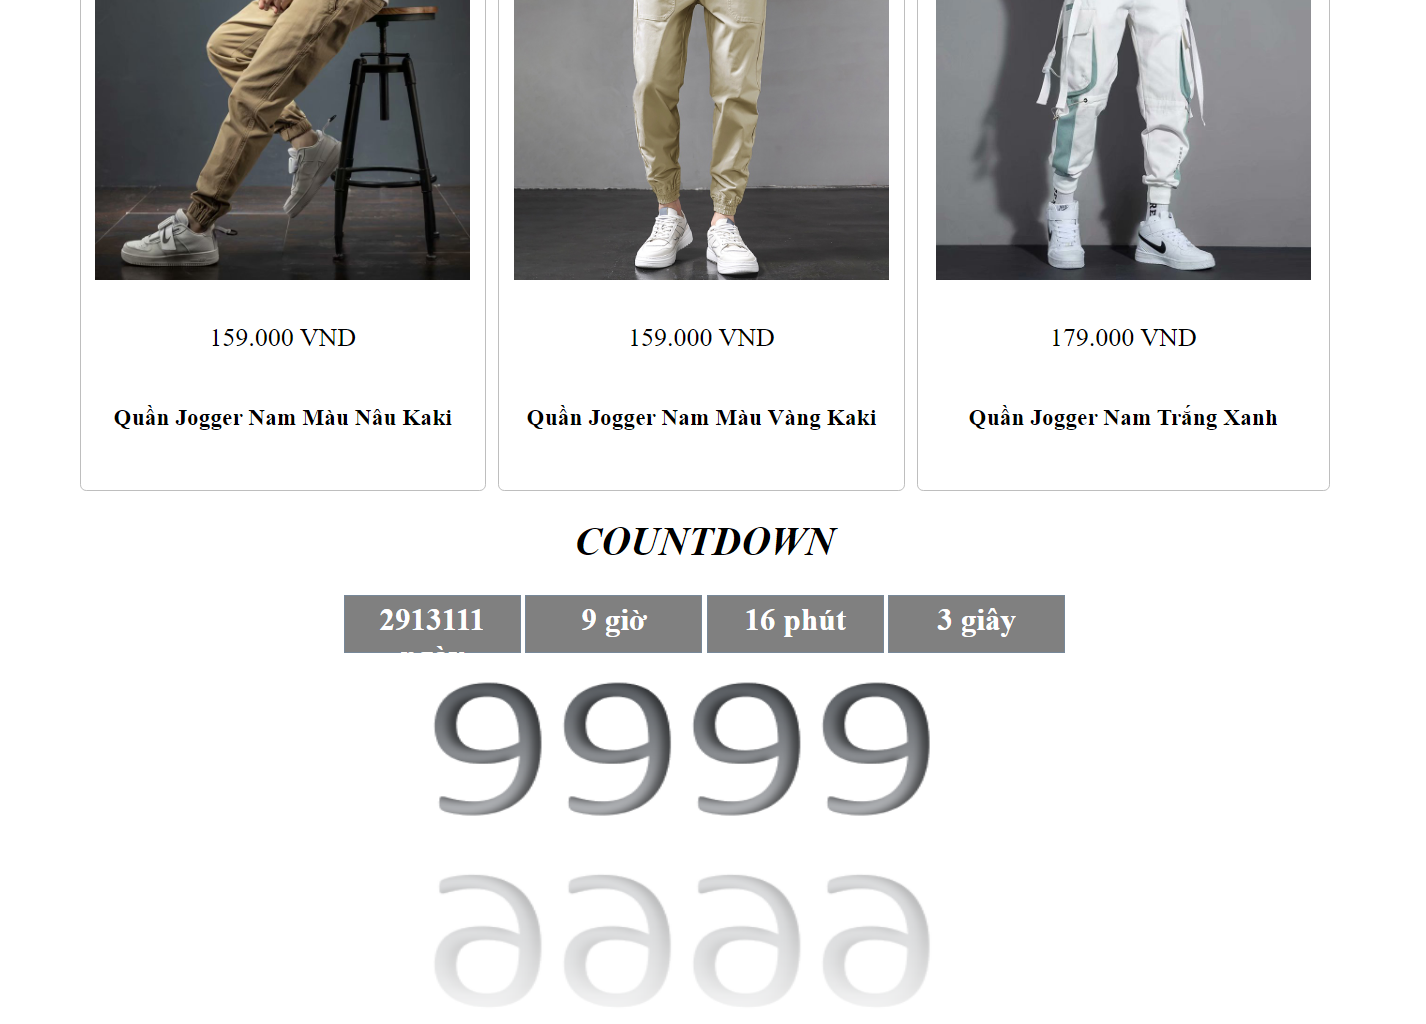 159.000 VND
159.000 VND
179.000 VND
Quần Jogger Nam Màu Nâu Kaki
Quần Jogger Nam Màu Vàng Kaki
Quần Jogger Nam Trắng Xanh
COUNTDOWN
2913111
9 giờ
16 phút
3 giây
9999